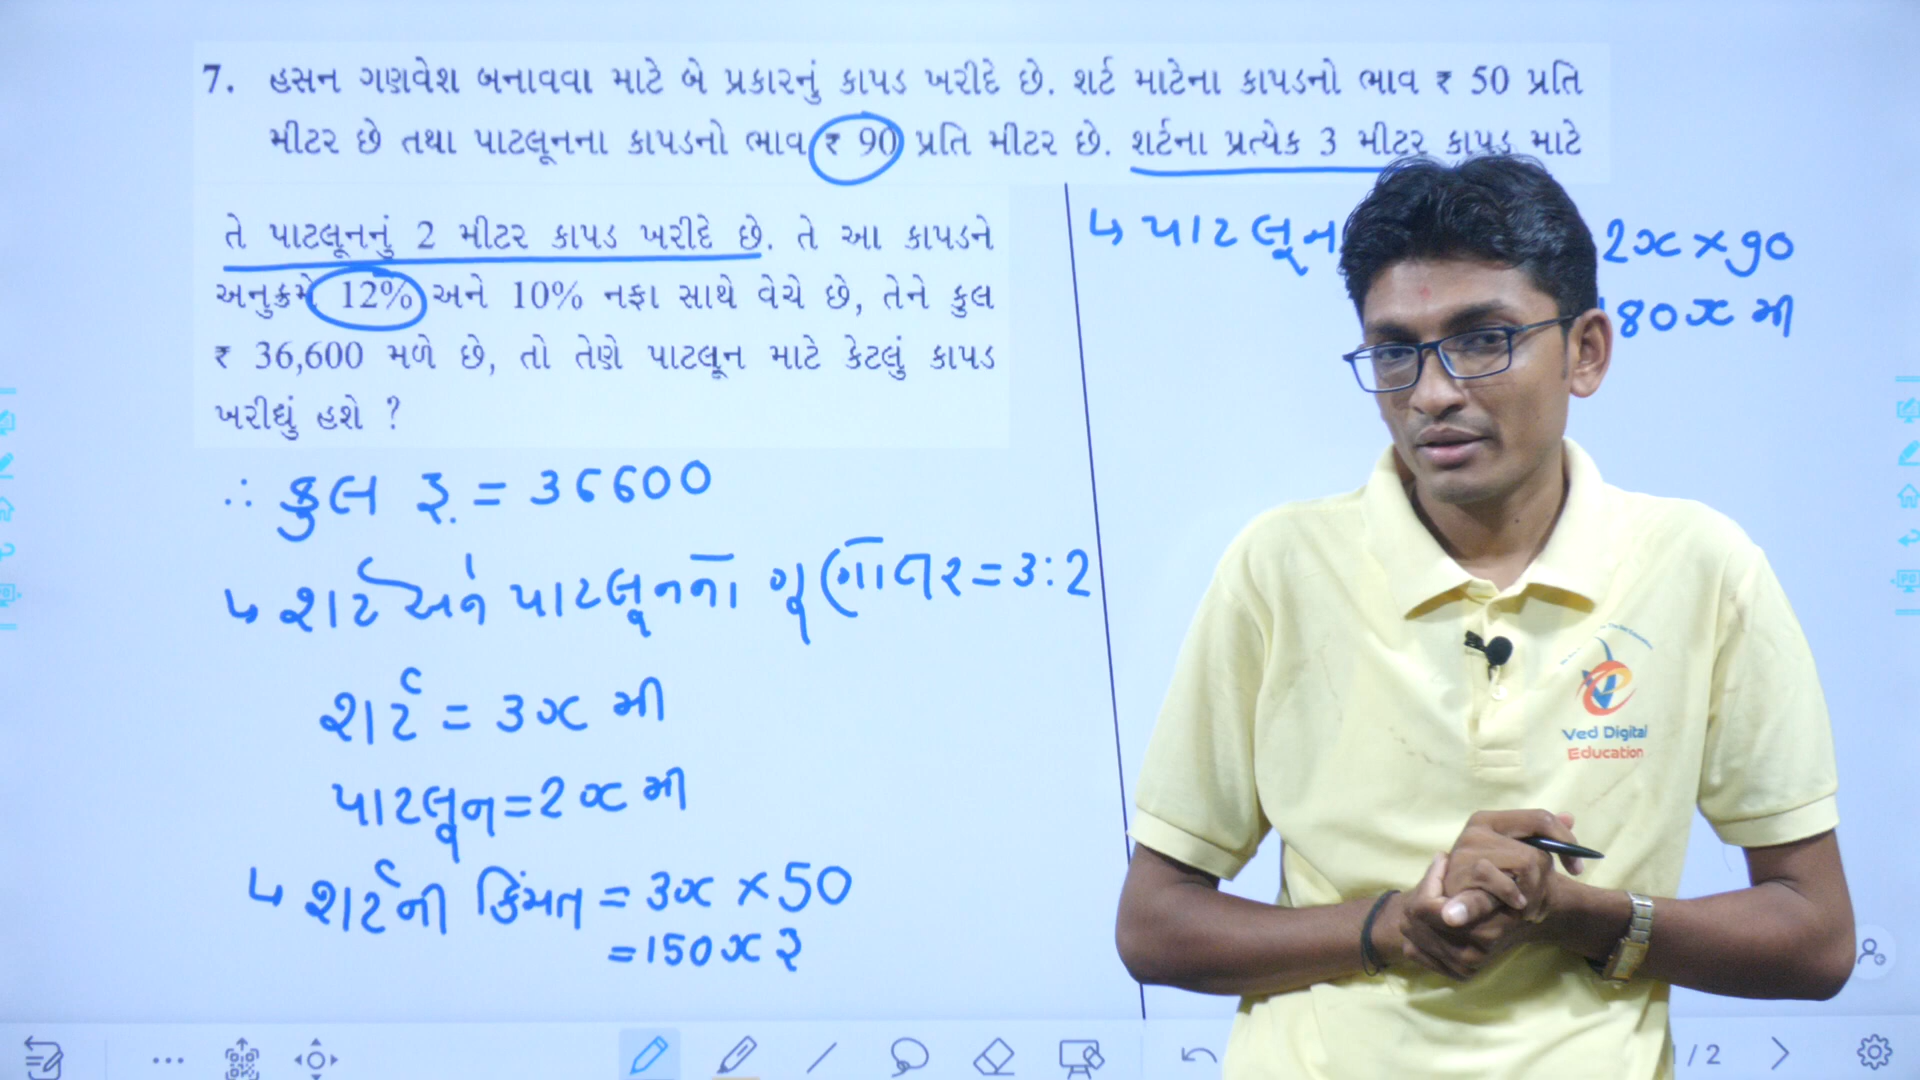 7. હસન ગણવેશ બનાવવા માટે બે પ્રકારનું કાપડ ખરીદે છે. શર્ટ માટેના કાપડનો ભાવ ₹ 50 પ્રતિ
મીટર છે તથા પાટલૂનના કાપડનો ભાવ ₹ 90 પ્રતિ મીટર છે. શર્ટના પ્રત્યેક 3 મીટર કાપડ માટે
તે પાટલૂનનું 2 મીટર કાપડ ખરીદે છે. તે આ કાપડને
અનુક્રમે 12% અને 10% નફા સાથે વેચે છે, તેને કુલ
₹ 36,600 મળે છે, તો તેણે પાટલૂન માટે કેટલું કાપડ
ખરીદ્યું હશે ?
∴ કુલ રૂ. = 36600
↳ શર્ટ અને પાટલૂનનો ગુણોત્તર = 3:2
શર્ટ = 3x મી
પાટલૂન = 2x મી
↳ શર્ટની કિંમત = 3x × 50
= 150x રૂ
↳ પાટલૂન 2x × 90
180x મી
Ved Digital
Education
1/2